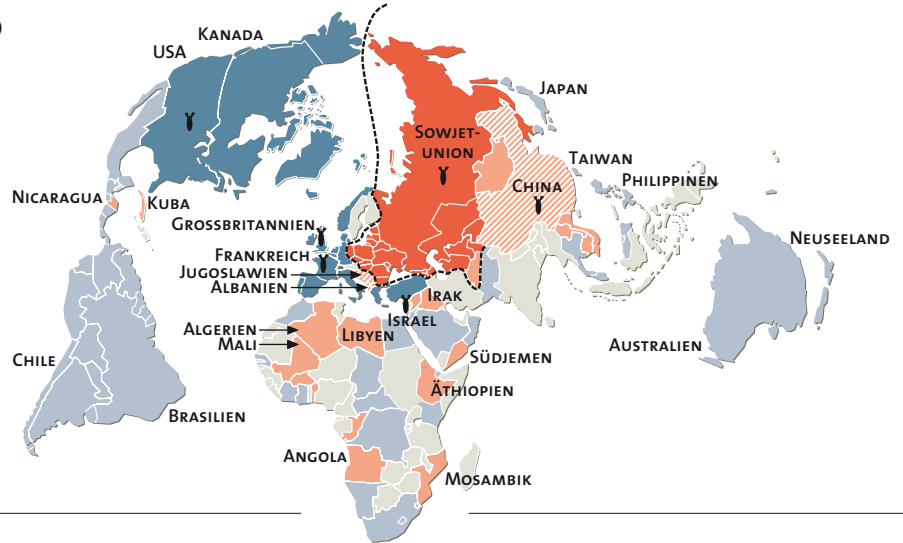 KANADA
USA
JAPAN
SOWJET-
UNION
TAIWAN
CHINA
PHILIPPINEN
NICARAGUA
KUBA
GROSSBRITANNIEN
NEUSEELAND
FRANKREICH
JUGOSLAWIEN
ALBANIEN
IRAK
ISRAEL
ALGERIEN
LIBYEN
MALI
AUSTRALIEN
CHILE
SÜDJEMEN
ÄTHIOPIEN
BRASILIEN
ANGOLA
MOSAMBIK